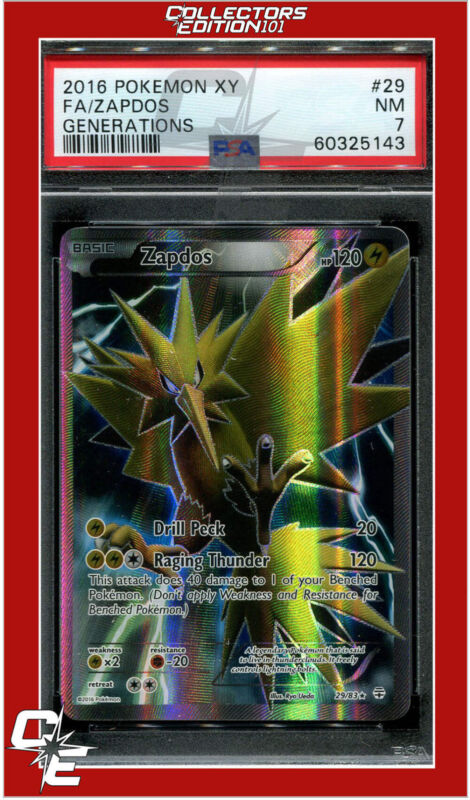 COLLECTORS
EDITION101
2016 POKEMON XY #29
FA/ZAPDOS NM
GENERATIONS 7
PSA 60325143
BASIC Zapdos HP120
Drill Peck 20
Raging Thunder 120
This attack does 40 damage to 1 of your Benched
Pokémon. (Don't apply Weakness and Resistance for
Benched Pokémon.)
weakness resistance
×2 -20
retreat
A legendary Pokémon that is said
to live in thunderclouds. It freely
controls lightning bolts.
©2016 Pokémon Illus. Ryo Ueda 29/83★
CE
PSA